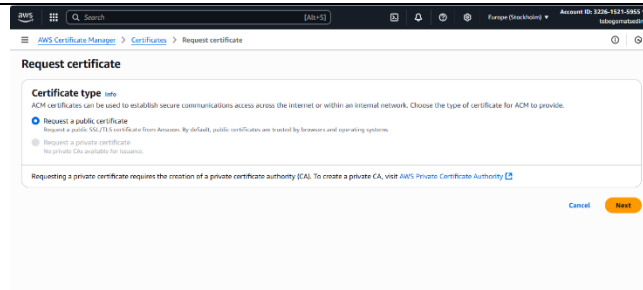 aws
Search [Alt+S] Europe (Stockholm) Account ID: 3226-1521-5955
AWS Certificate Manager > Certificates > Request certificate
Request certificate
Certificate type Info
ACM certificates can be used to establish secure communications access across the internet or within an internal network. Choose the type of certificate for ACM to provide.
Request a public certificate
Request a public SSL/TLS certificate from Amazon. By default, public certificates are trusted by browsers and operating systems.
Request a private certificate
No private CAs available for issuance.
Requesting a private certificate requires the creation of a private certificate authority (CA). To create a private CA, visit AWS Private Certificate Authority
Cancel Next